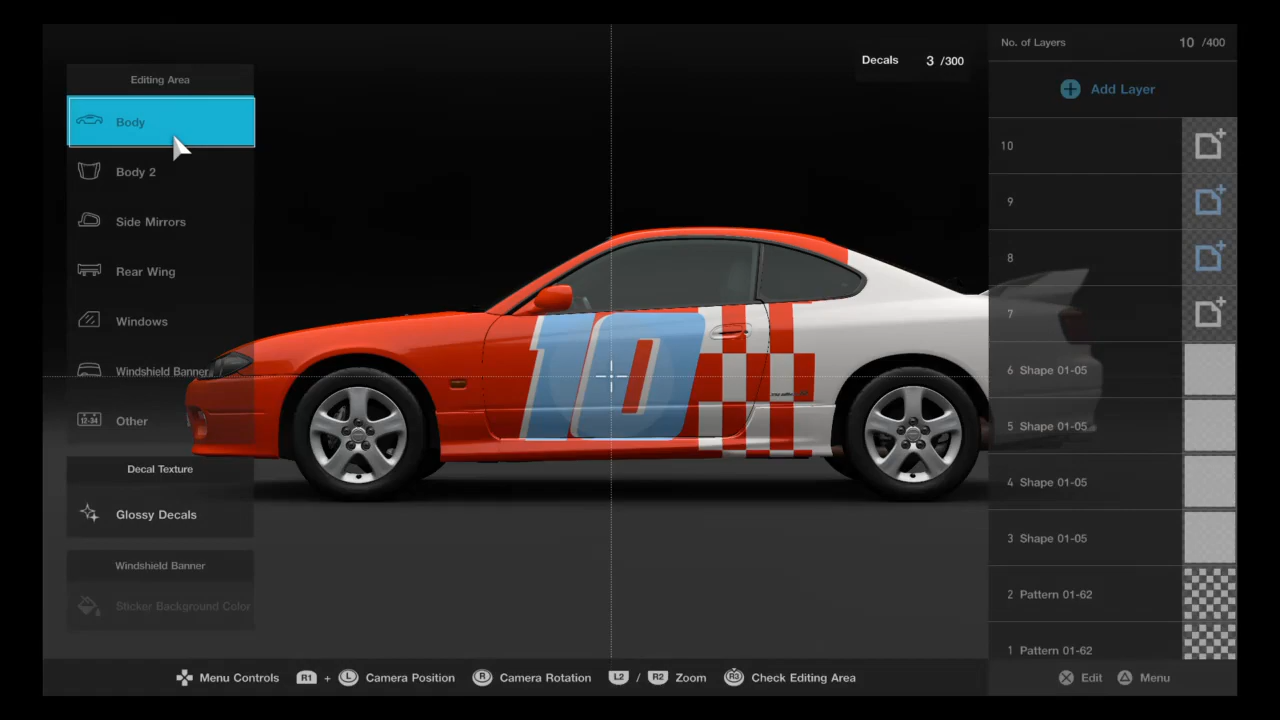 Editing Area
Body
Body 2
Side Mirrors
Rear Wing
Windows
Windshield Banner
Other
12-34
Decal Texture
Glossy Decals
Windshield Banner
Sticker Background Color
Decals 3 /300
10
No. of Layers 10 /400
Add Layer
10
9
8
7
6 Shape 01-05
5 Shape 01-05
4 Shape 01-05
3 Shape 01-05
2 Pattern 01-62
1 Pattern 01-62
Menu Controls R1 + L Camera Position R Camera Rotation L2 / R2 Zoom R3 Check Editing Area
Edit Menu